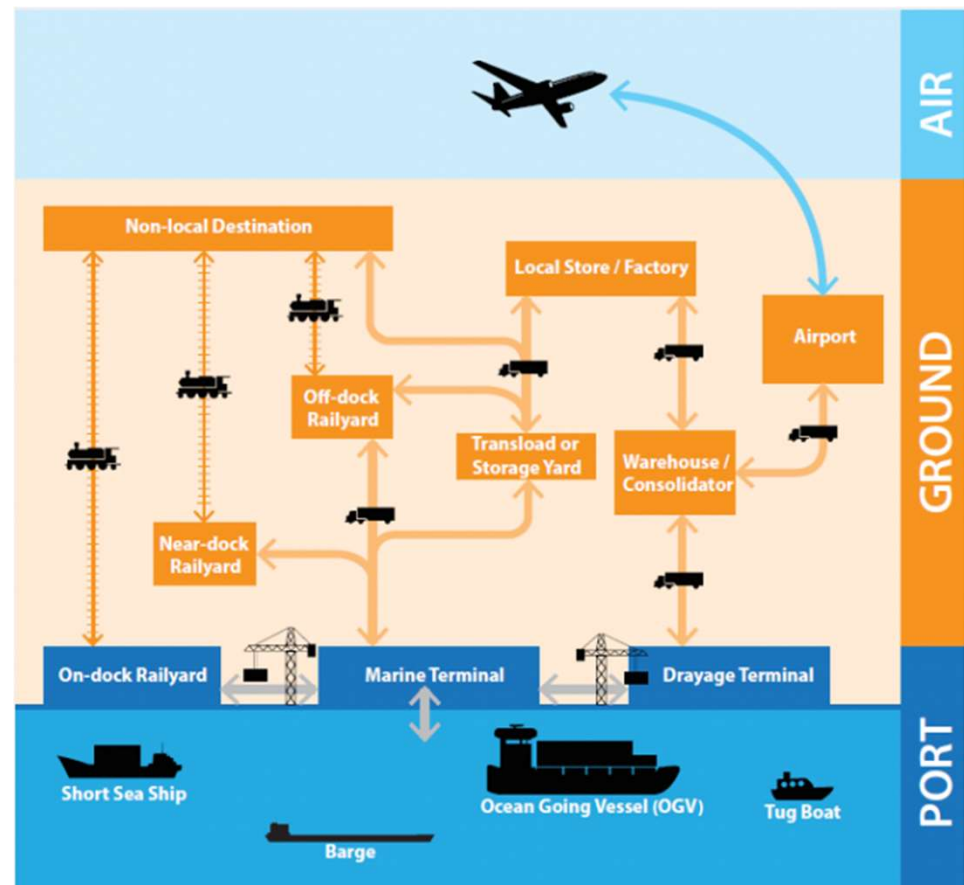 AIR
Non-local Destination
Local Store / Factory
Airport
Off-dock
Railyard
Transload or
Storage Yard
Warehouse /
Consolidator
Near-dock
Railyard
GROUND
On-dock Railyard
Marine Terminal
Drayage Terminal
Short Sea Ship
Ocean Going Vessel (OGV)
Tug Boat
Barge
PORT